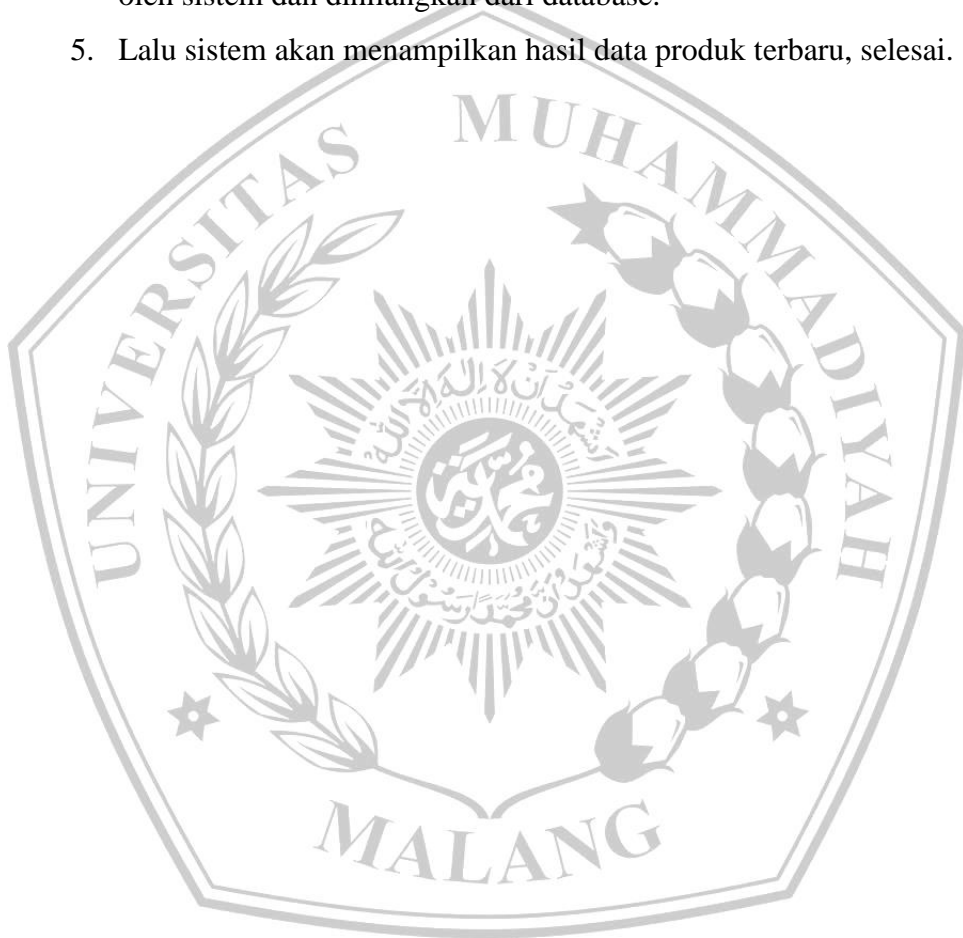 oleh sistem dan dihilangkan dari database.
5. Lalu sistem akan menampilkan hasil data produk terbaru, selesai.
UNIVERSITAS MUHAMMADIYAH
MALANG